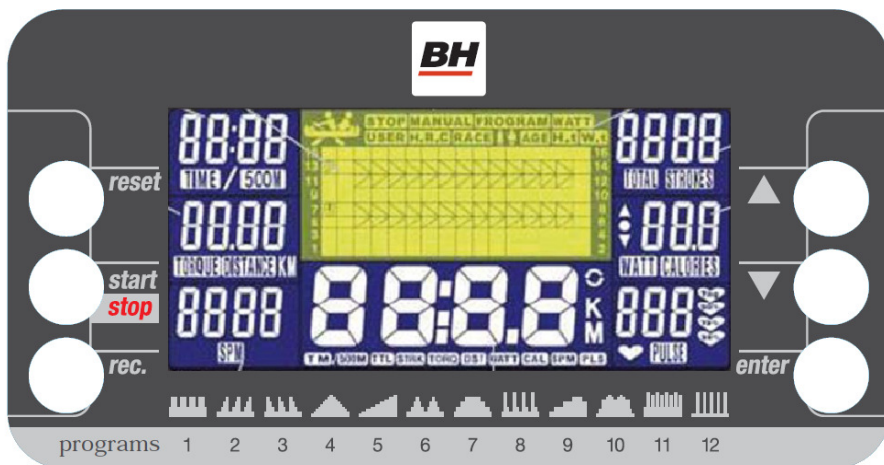 BH
88:88
TIME / 500M
STOP MANUAL PROGRAM WATT
USER H.R.C RACE AGE H.t W.t
8888
TOTAL STROKES
reset
88.88
TORQUE DISTANCE KM
88.8
WATT CALORIES
start
stop
8888
SPM
88:8.8
KM
888
PULSE
T M. 500M TTL STRK TORQ DST WATT CAL SPM PLS
rec.
enter
programs 1 2 3 4 5 6 7 8 9 10 11 12